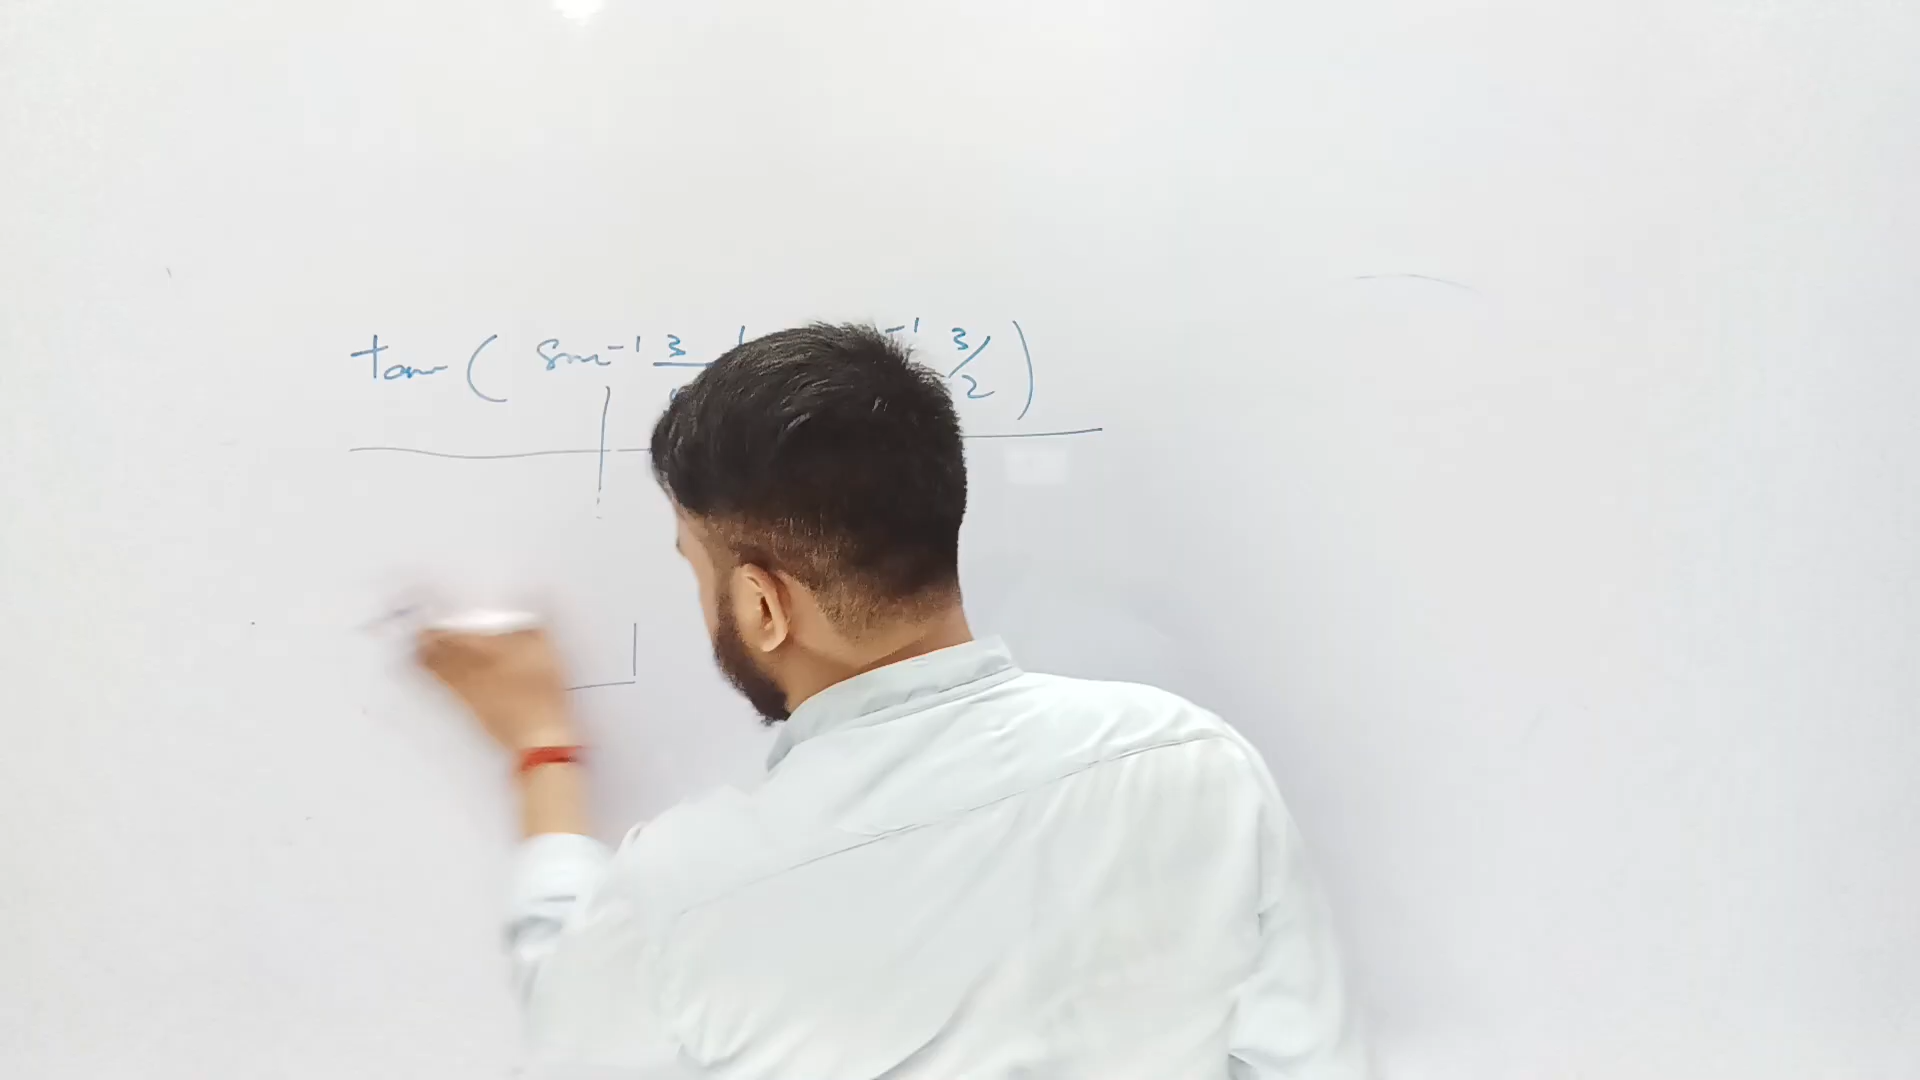 tan ( sin⁻¹ 3 ⁻¹ 3/2 )